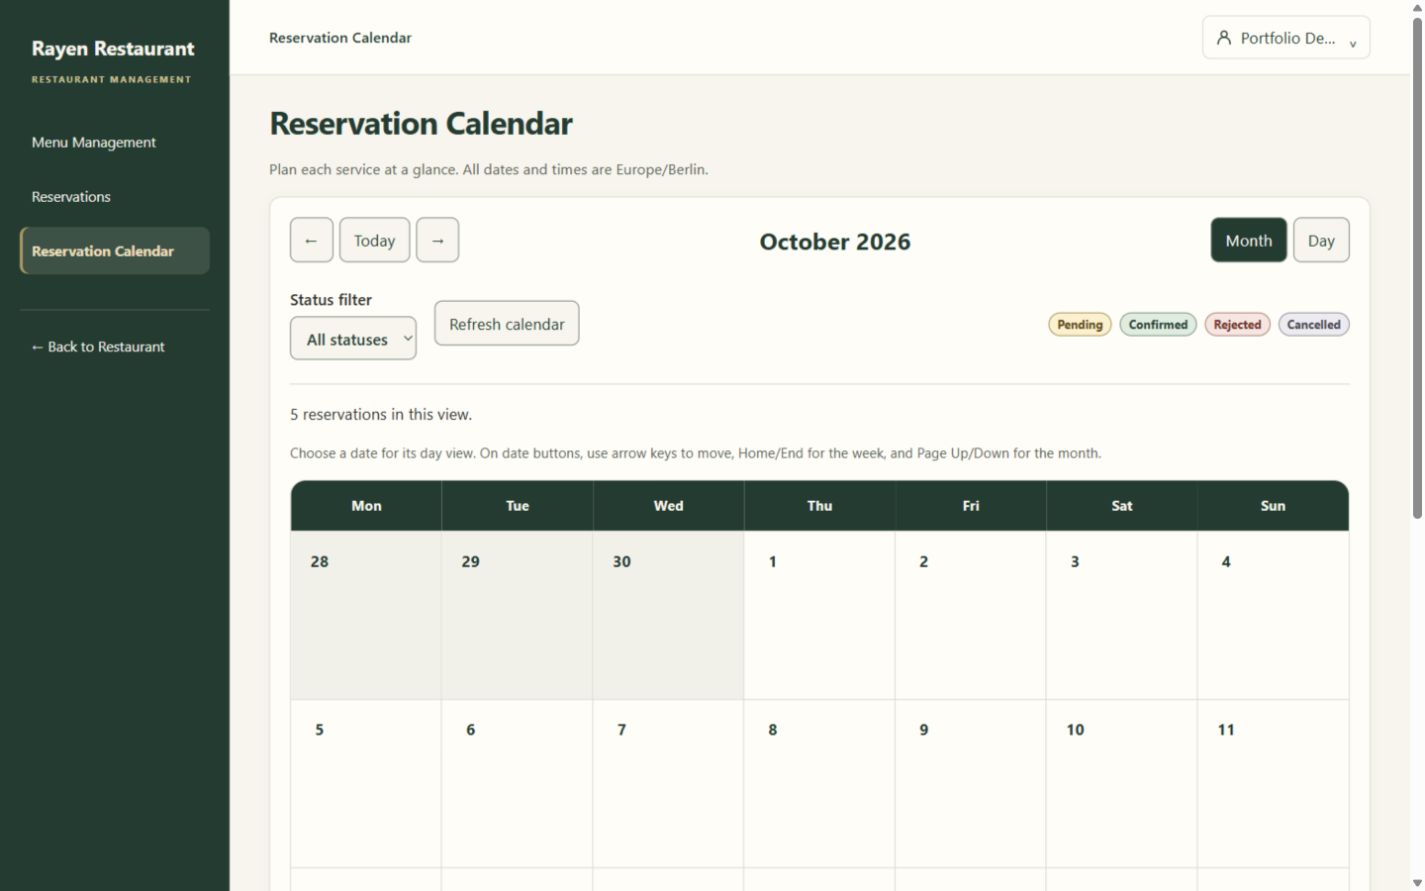 Rayen Restaurant
RESTAURANT MANAGEMENT
Menu Management
Reservations
Reservation Calendar
← Back to Restaurant
Reservation Calendar
Portfolio De...
Reservation Calendar
Plan each service at a glance. All dates and times are Europe/Berlin.
← Today →
October 2026
Month Day
Status filter
All statuses
Refresh calendar
Pending Confirmed Rejected Cancelled
5 reservations in this view.
Choose a date for its day view. On date buttons, use arrow keys to move, Home/End for the week, and Page Up/Down for the month.
Mon Tue Wed Thu Fri Sat Sun
28 29 30 1 2 3 4
5 6 7 8 9 10 11